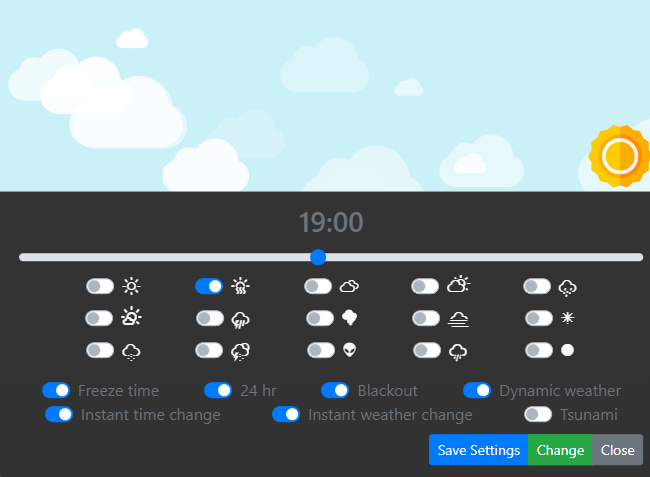 19:00
Freeze time 24 hr Blackout Dynamic weather
Instant time change Instant weather change Tsunami
Save Settings Change Close